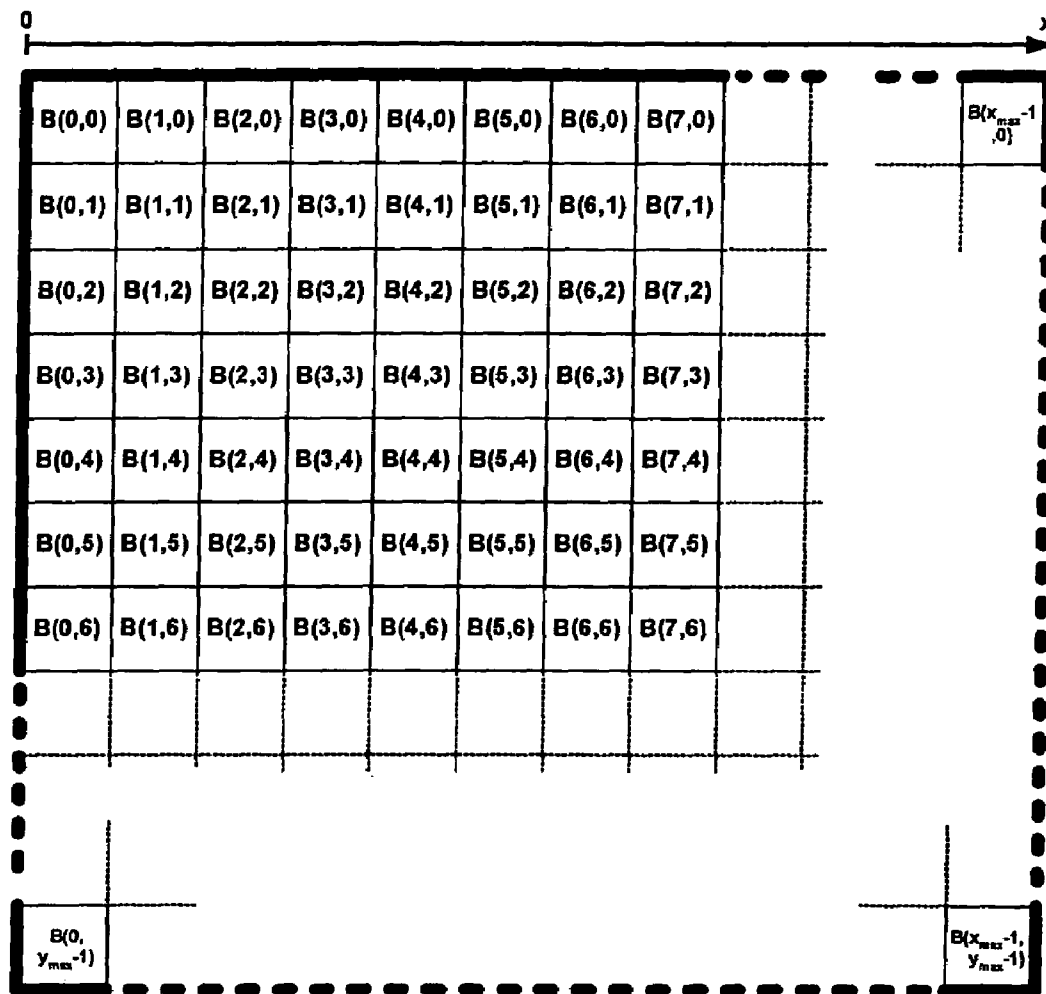 0
B(0,0) B(1,0) B(2,0) B(3,0) B(4,0) B(5,0) B(6,0) B(7,0) B(xmax-1
,0)
B(0,1) B(1,1) B(2,1) B(3,1) B(4,1) B(5,1) B(6,1) B(7,1)
B(0,2) B(1,2) B(2,2) B(3,2) B(4,2) B(5,2) B(6,2) B(7,2)
B(0,3) B(1,3) B(2,3) B(3,3) B(4,3) B(5,3) B(6,3) B(7,3)
B(0,4) B(1,4) B(2,4) B(3,4) B(4,4) B(5,4) B(6,4) B(7,4)
B(0,5) B(1,5) B(2,5) B(3,5) B(4,5) B(5,5) B(6,5) B(7,5)
B(0,6) B(1,6) B(2,6) B(3,6) B(4,6) B(5,6) B(6,6) B(7,6)
B(0, B(xmax-1,
ymax-1) ymax-1)